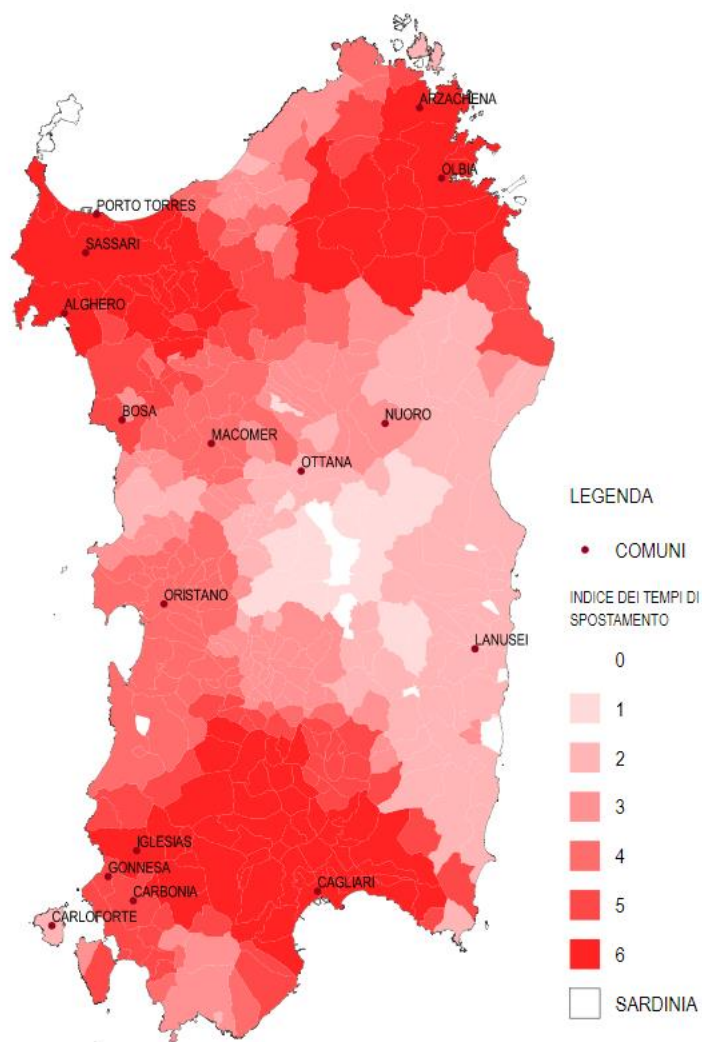 ARZACHENA
OLBIA
PORTO TORRES
SASSARI
ALGHERO
BOSA
NUORO
MACOMER
OTTANA
LEGENDA
COMUNI
ORISTANO
INDICE DEI TEMPI DI
SPOSTAMENTO
LANUSEI
0
1
2
3
4
5
6
SARDINIA
IGLESIAS
GONNESA
CAGLIARI
CARBONIA
CARLOFORTE